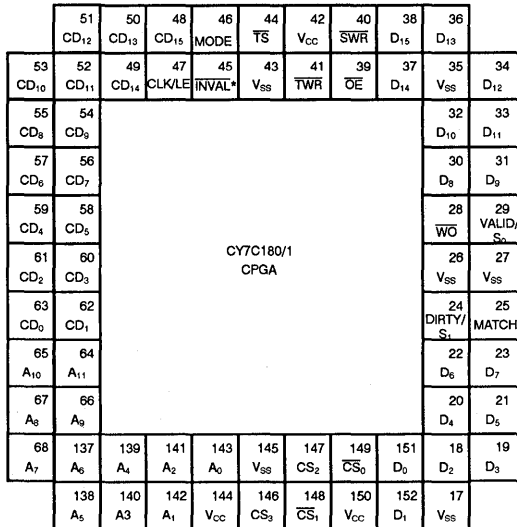 51 50 48 46 44 42 40 38 36
CD12 CD13 CD15 MODE TS VCC SWR D15 D13
53 52 49 47 45 43 41 39 37 35 34
CD10 CD11 CD14 CLK/LE INVAL* VSS TWR OE D14 VSS D12
55 54 32 33
CD8 CD9 D10 D11
57 56 30 31
CD6 CD7 D8 D9
59 58 28 29
CD4 CD5 WO VALID/
S0
61 60 26 27
CD2 CD3 VSS VSS
CY7C180/1
CPGA
63 62 24 25
CD0 CD1 DIRTY/ MATCH
S1
65 64 22 23
A10 A11 D6 D7
67 66 20 21
A8 A9 D4 D5
68 137 139 141 143 145 147 149 151 18 19
A7 A6 A4 A2 A0 VSS CS2 CS0 D0 D2 D3
138 140 142 144 146 148 150 152 17
A5 A3 A1 VCC CS3 CS1 VCC D1 VSS